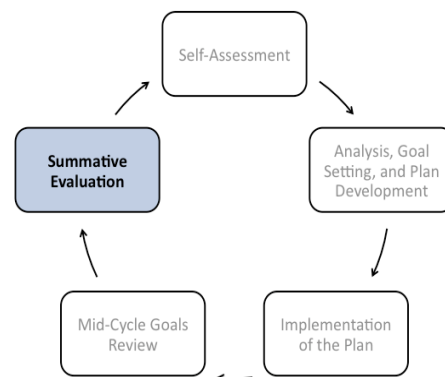 Self-Assessment
Analysis, Goal
Setting, and Plan
Development
Implementation
of the Plan
Mid-Cycle Goals
Review
Summative
Evaluation